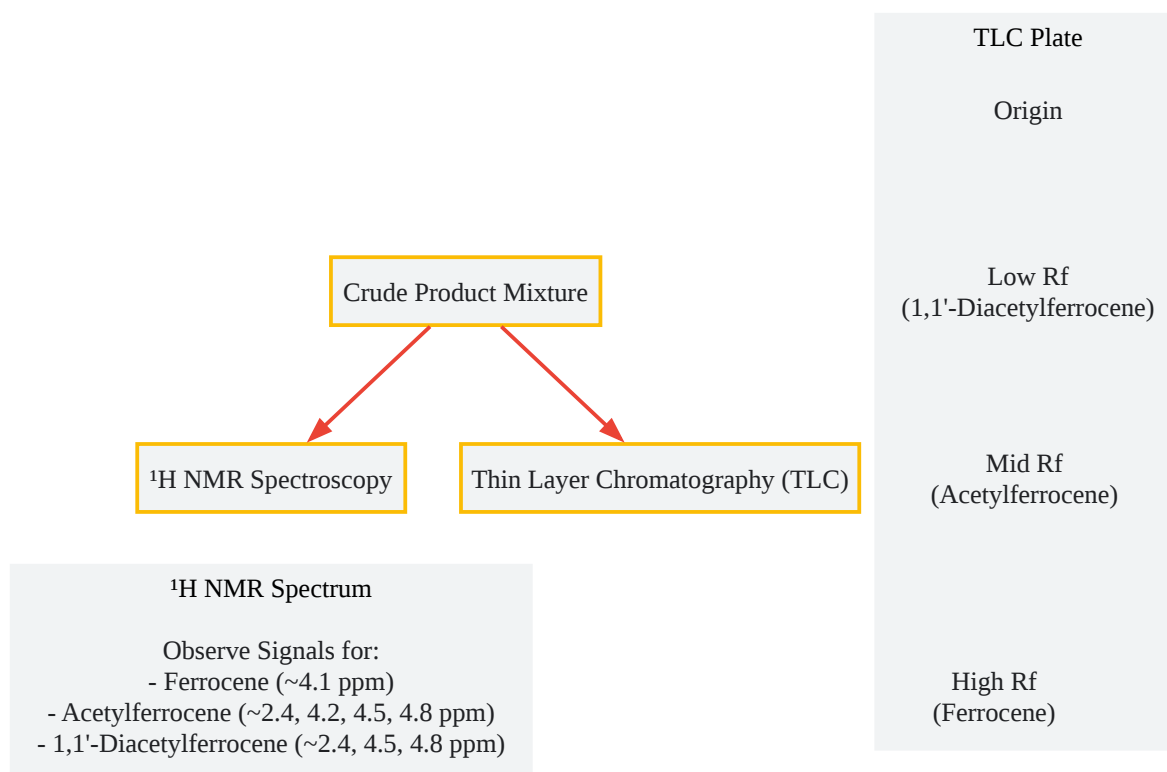 TLC Plate
Origin
Low Rf
(1,1'-Diacetylferrocene)
Mid Rf
(Acetylferrocene)
High Rf
(Ferrocene)
Crude Product Mixture
¹H NMR Spectroscopy
Thin Layer Chromatography (TLC)
¹H NMR Spectrum
Observe Signals for:
- Ferrocene (~4.1 ppm)
- Acetylferrocene (~2.4, 4.2, 4.5, 4.8 ppm)
- 1,1'-Diacetylferrocene (~2.4, 4.5, 4.8 ppm)